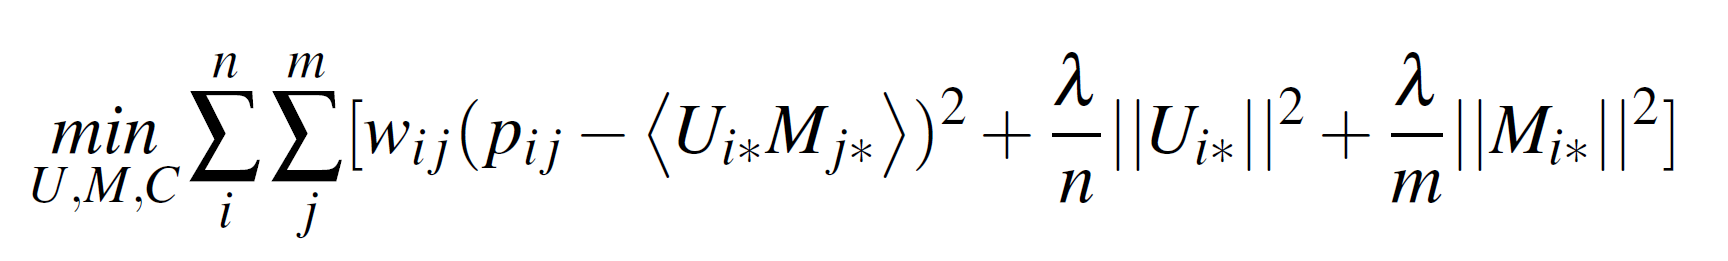 \min_{U,M,C} \sum_{i}^{n} \sum_{j}^{m} [w_{ij}(p_{ij} - \langle U_{i*} M_{j*} \rangle)^2 + \frac{\lambda}{n}||U_{i*}||^2 + \frac{\lambda}{m}||M_{i*}||^2]